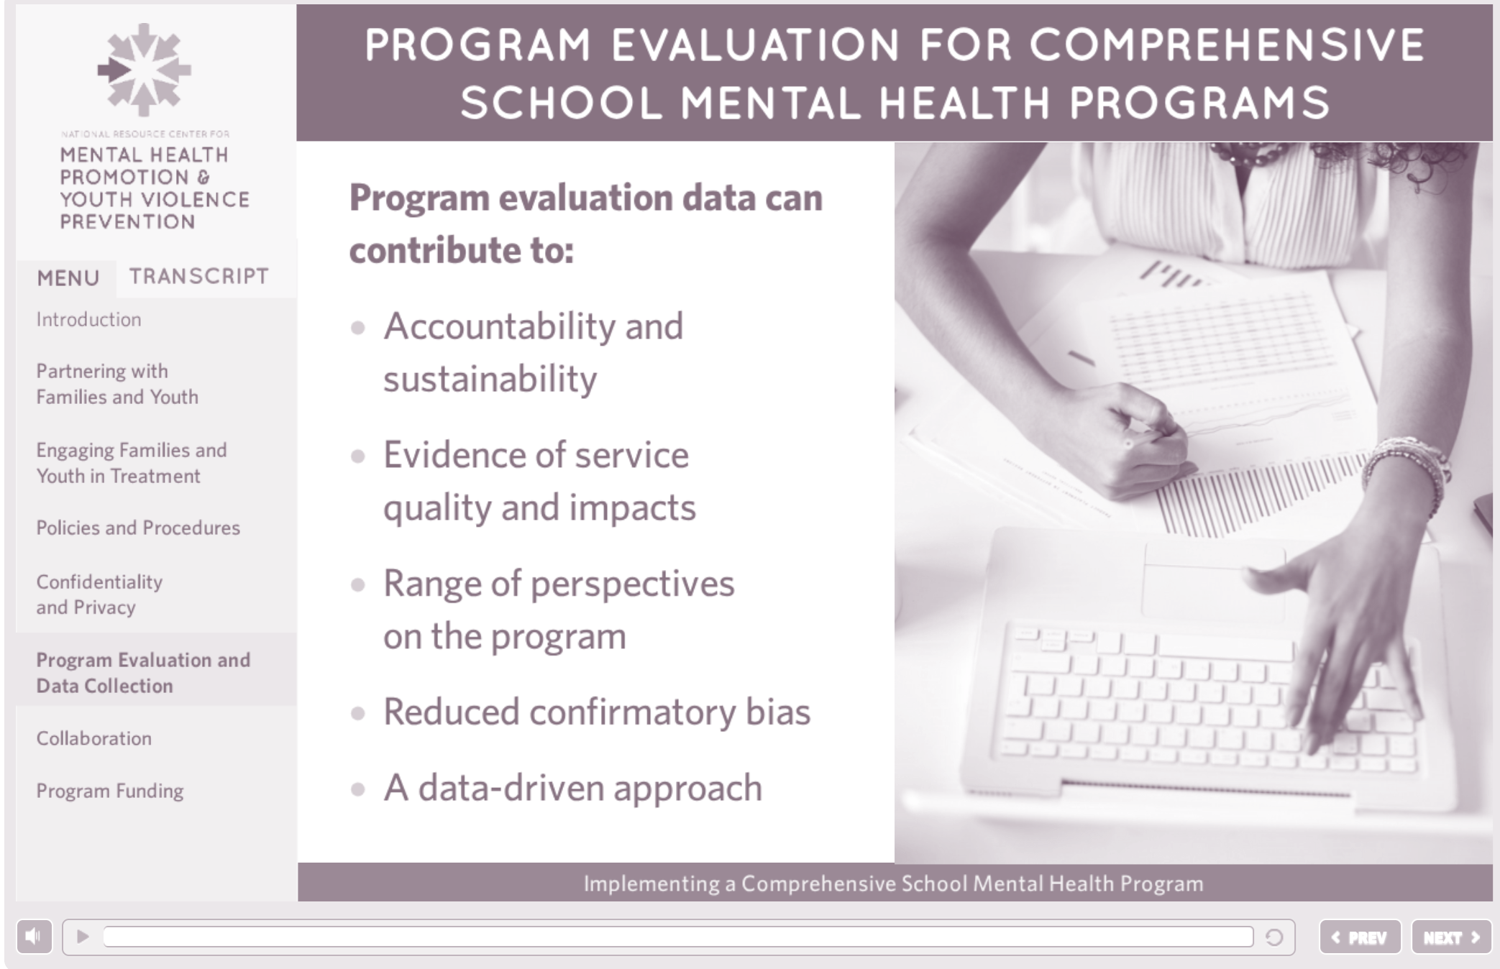 NATIONAL RESOURCE CENTER FOR
MENTAL HEALTH
PROMOTION &
YOUTH VIOLENCE
PREVENTION
MENU
TRANSCRIPT
Introduction
Partnering with
Families and Youth
Engaging Families and
Youth in Treatment
Policies and Procedures
Confidentiality
and Privacy
Program Evaluation and
Data Collection
Collaboration
Program Funding
PROGRAM EVALUATION FOR COMPREHENSIVE
SCHOOL MENTAL HEALTH PROGRAMS
Program evaluation data can
contribute to:
• Accountability and
sustainability
• Evidence of service
quality and impacts
• Range of perspectives
on the program
• Reduced confirmatory bias
• A data-driven approach
Implementing a Comprehensive School Mental Health Program
PREV
NEXT